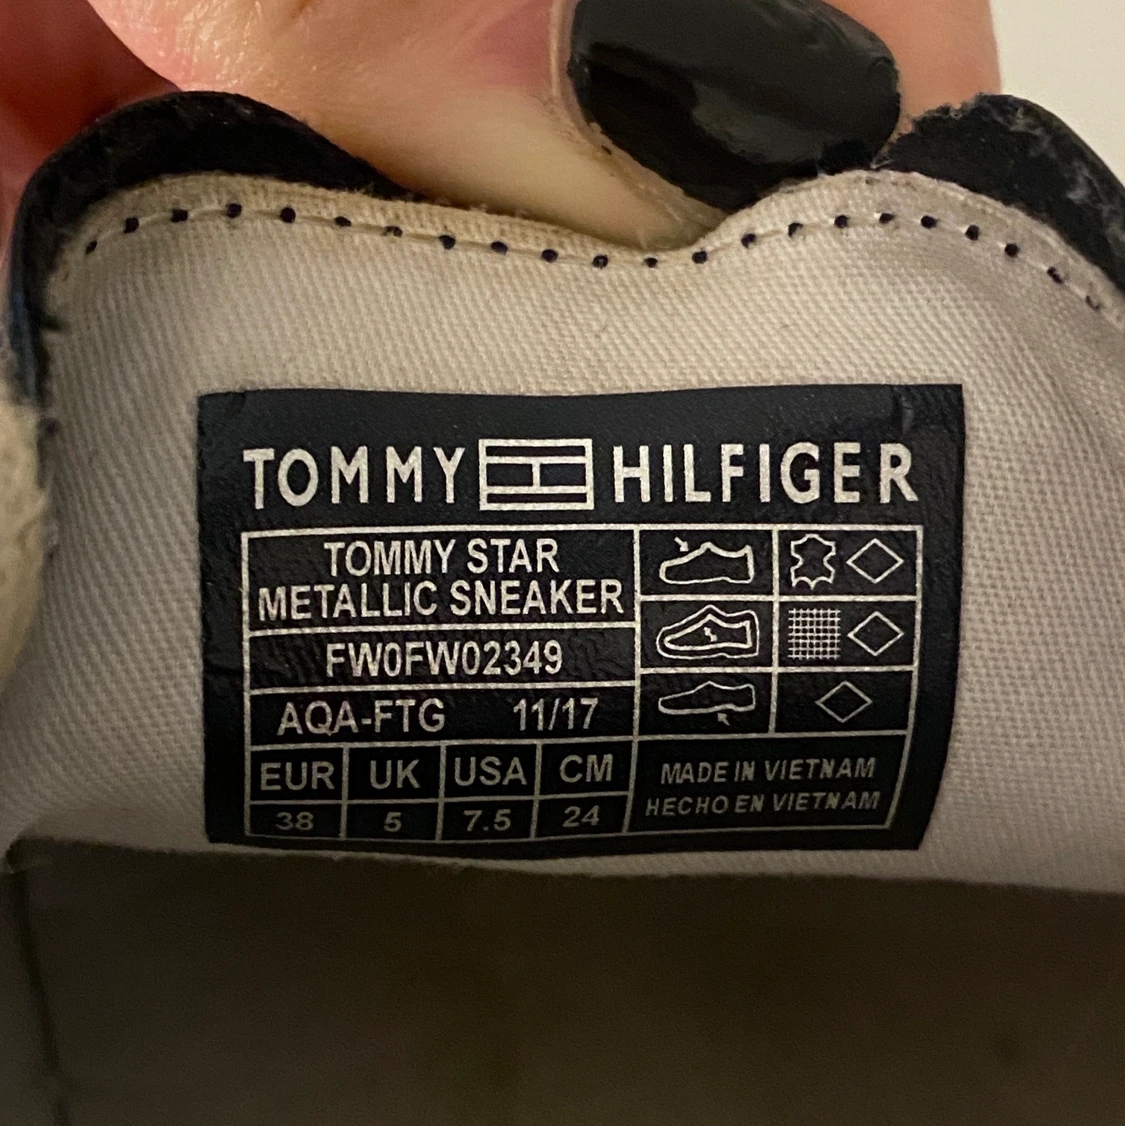 TOMMY HILFIGER
TOMMY STAR
METALLIC SNEAKER
FW0FW02349
AQA-FTG 11/17
EUR UK USA CM
38 5 7.5 24
MADE IN VIETNAM
HECHO EN VIETNAM